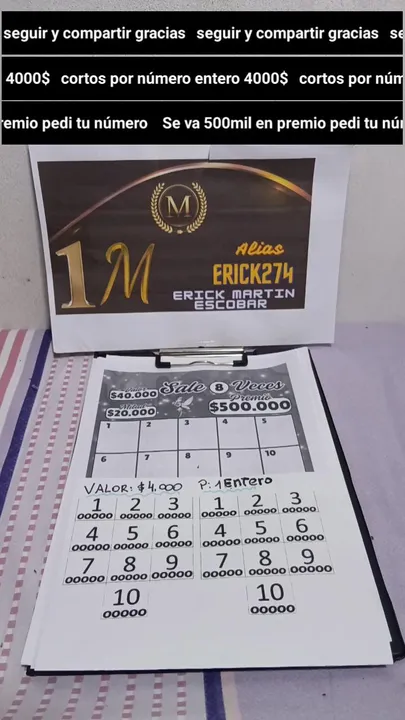 seguir y compartir gracias seguir y compartir gracias se
4000$ cortos por número entero 4000$ cortos por núm
remio pedi tu número Se va 500mil en premio pedi tu nú
M
1M
Alias
ERICK274
ERICK MARTIN
ESCOBAR
$40.000
$20.000
Sale 8 Veces
Premio
$500.000
1 2 3 4 5
6 7 8 9 10
VALOR: $4.000 P: 1 Entero
1 2 3 1 2 3
00000 00000 00000 00000 00000 00000
4 5 6 4 5 6
00000 00000 00000 00000 00000 00000
7 8 9 7 8 9
00000 00000 00000 00000 00000 00000
10 10
00000 00000